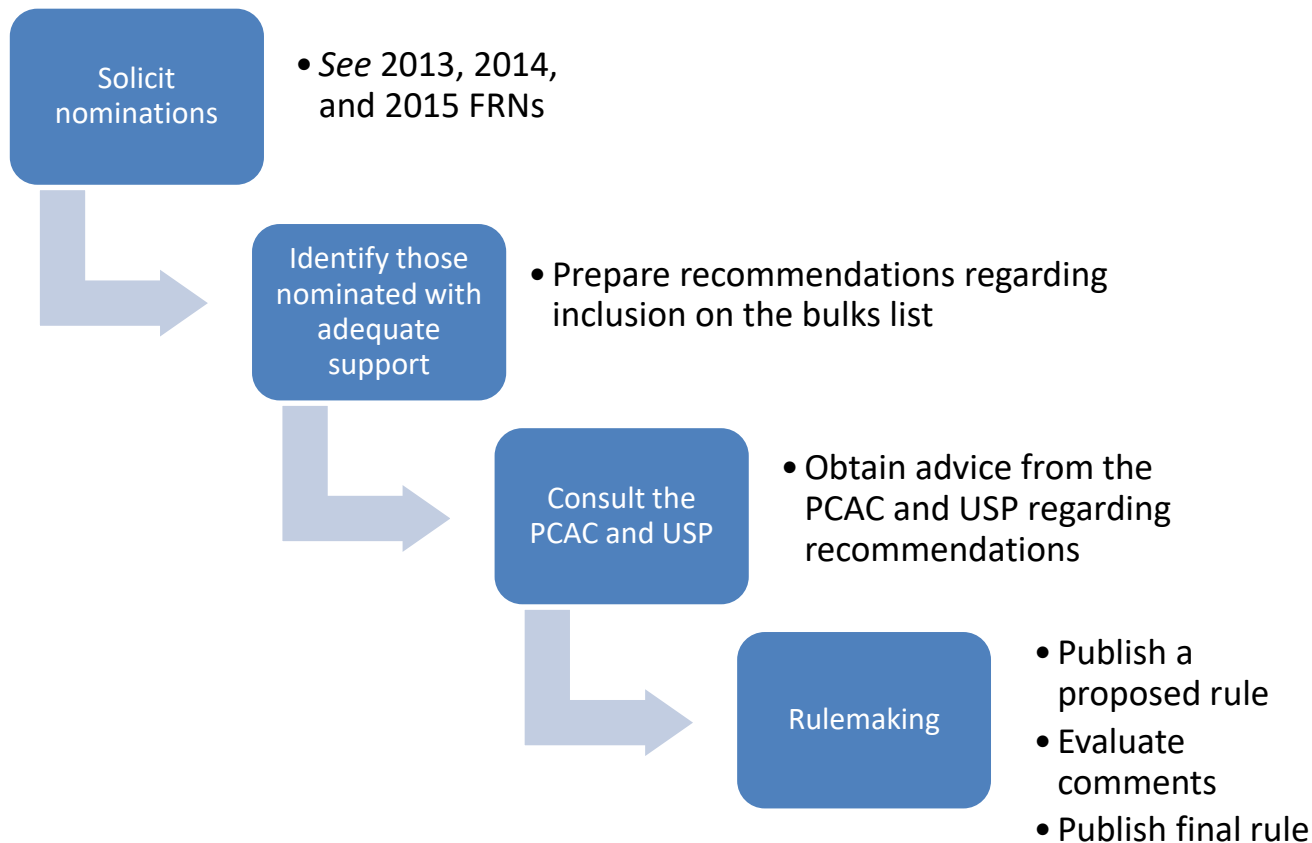 Solicit
nominations
• See 2013, 2014,
and 2015 FRNs
Identify those
nominated with
adequate
support
• Prepare recommendations regarding
inclusion on the bulks list
Consult the
PCAC and USP
• Obtain advice from the
PCAC and USP regarding
recommendations
Rulemaking
• Publish a
proposed rule
• Evaluate
comments
• Publish final rule